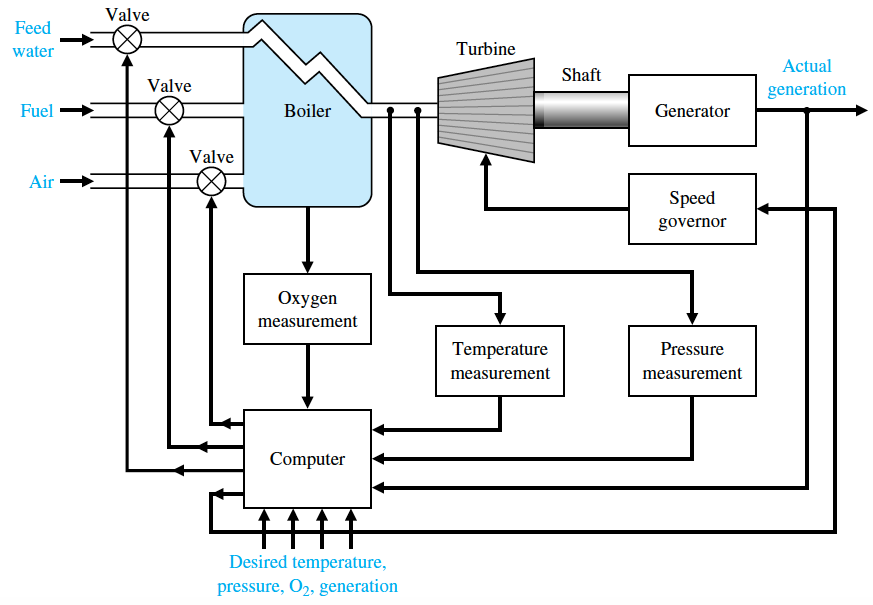 Valve
Feed
water
Turbine
Shaft
Actual
generation
Valve
Fuel
Boiler
Generator
Valve
Air
Speed
governor
Oxygen
measurement
Temperature
measurement
Pressure
measurement
Computer
Desired temperature,
pressure, O₂, generation